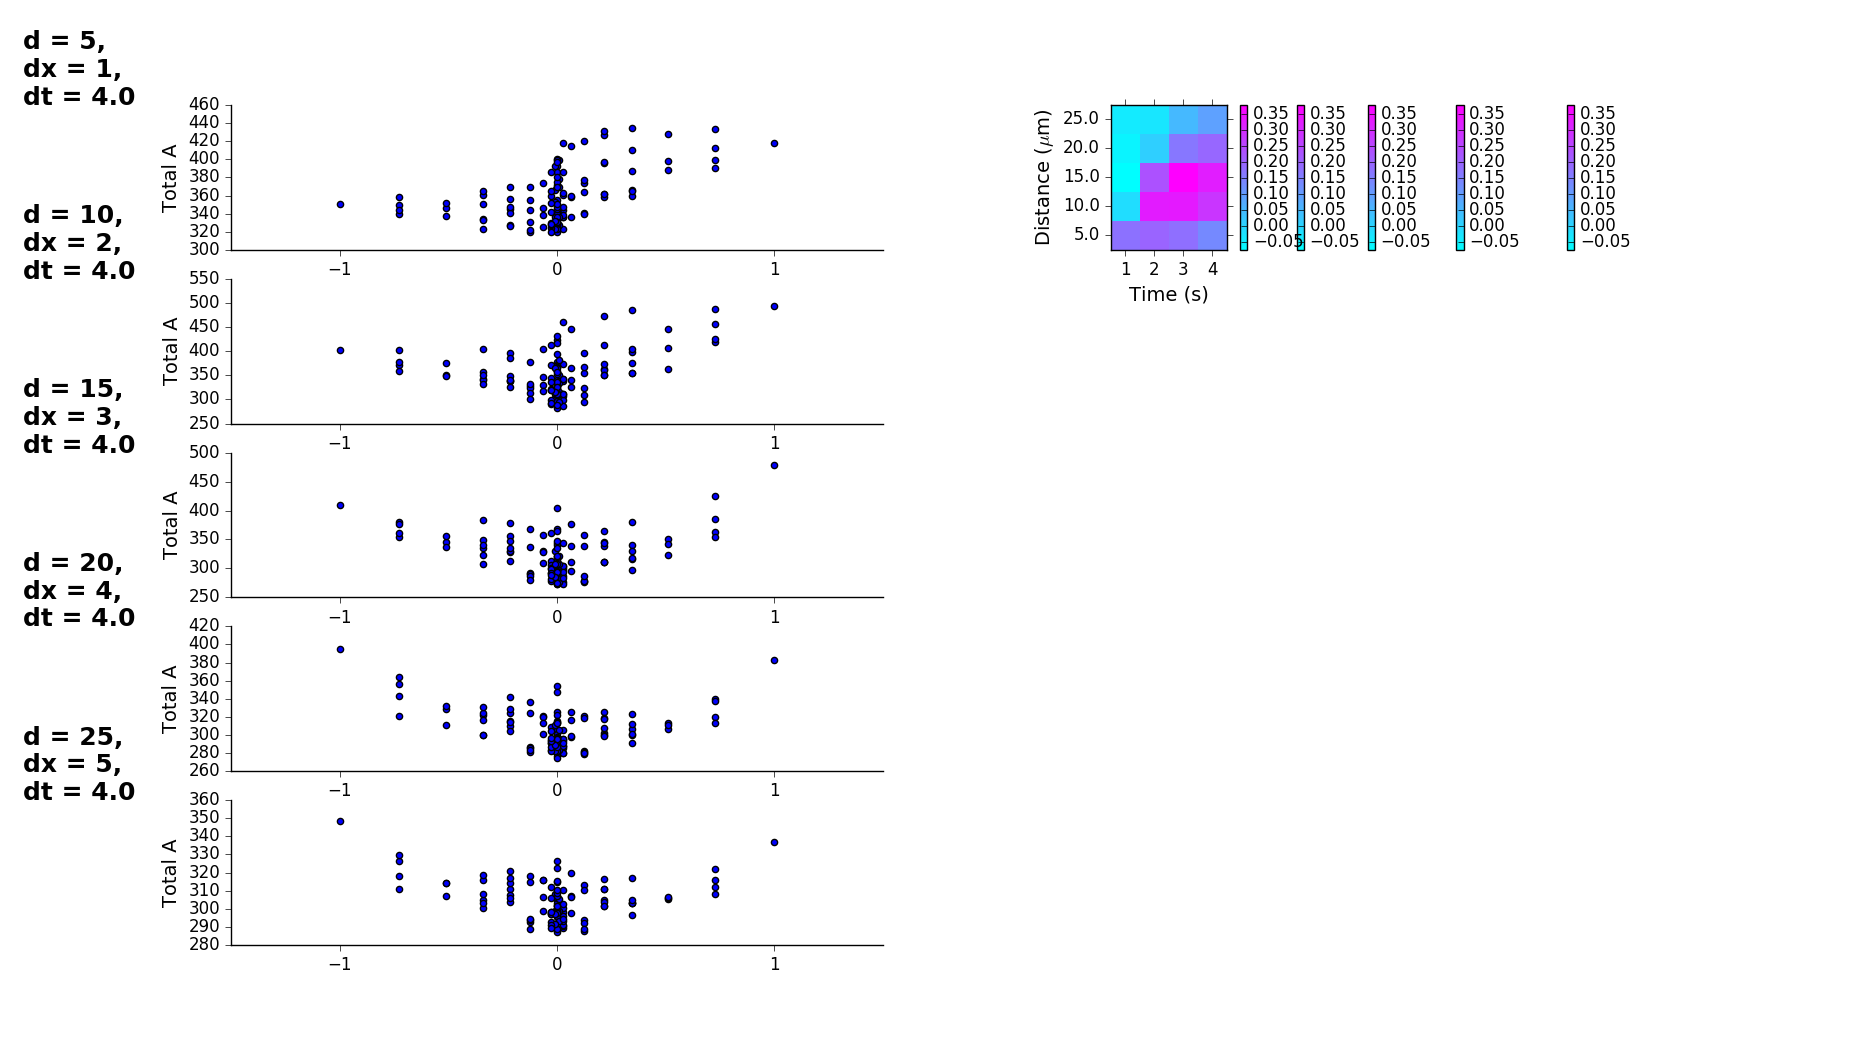 d = 5,
dx = 1,
dt = 4.0
460
440
420
400
380
360
340
320
300
Total A
−1 0 1
d = 10,
dx = 2,
dt = 4.0
550
500
450
400
350
300
250
Total A
−1 0 1
d = 15,
dx = 3,
dt = 4.0
500
450
400
350
300
250
Total A
−1 0 1
d = 20,
dx = 4,
dt = 4.0
420
400
380
360
340
320
300
280
260
Total A
−1 0 1
d = 25,
dx = 5,
dt = 4.0
360
350
340
330
320
310
300
290
280
Total A
−1 0 1
Distance (μm)
25.0
20.0
15.0
10.0
5.0
1 2 3 4
Time (s)
0.35 0.35 0.35 0.35 0.35
0.30 0.30 0.30 0.30 0.30
0.25 0.25 0.25 0.25 0.25
0.20 0.20 0.20 0.20 0.20
0.15 0.15 0.15 0.15 0.15
0.10 0.10 0.10 0.10 0.10
0.05 0.05 0.05 0.05 0.05
0.00 0.00 0.00 0.00 0.00
−0.05 −0.05 −0.05 −0.05 −0.05